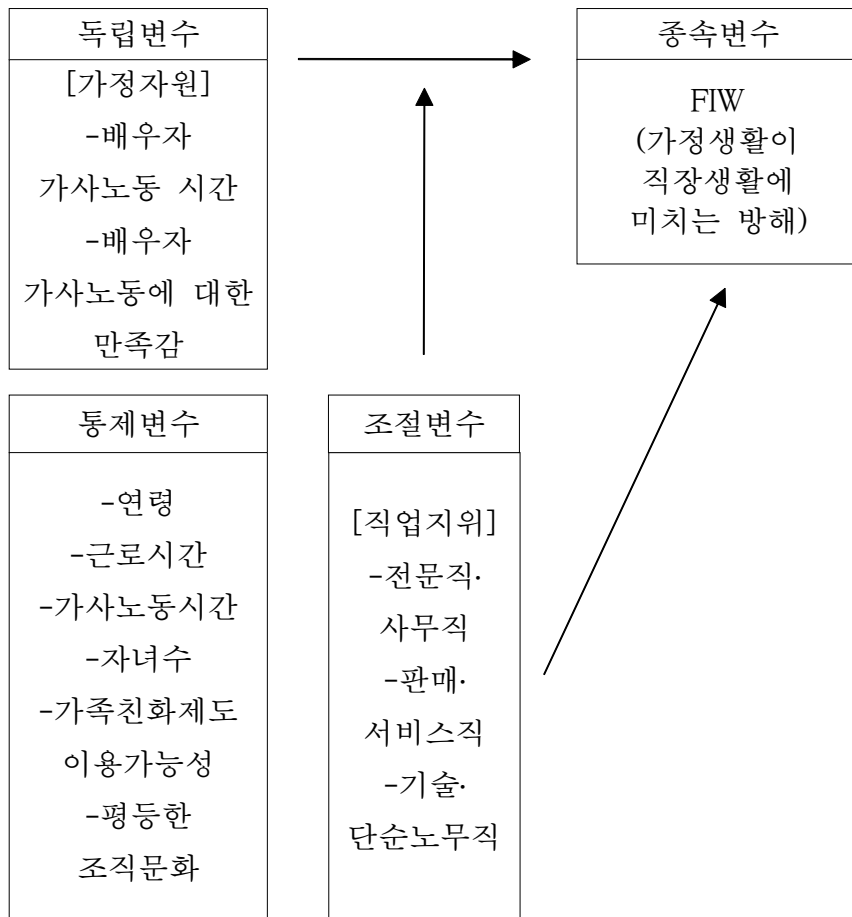 독립변수
[가정자원]
-배우자
가사노동 시간
-배우자
가사노동에 대한
만족감
종속변수
FIW
(가정생활이
직장생활에
미치는 방해)
통제변수
-연령
-근로시간
-가사노동시간
-자녀수
-가족친화제도
이용가능성
-평등한
조직문화
조절변수
[직업지위]
-전문직·
사무직
-판매·
서비스직
-기술·
단순노무직